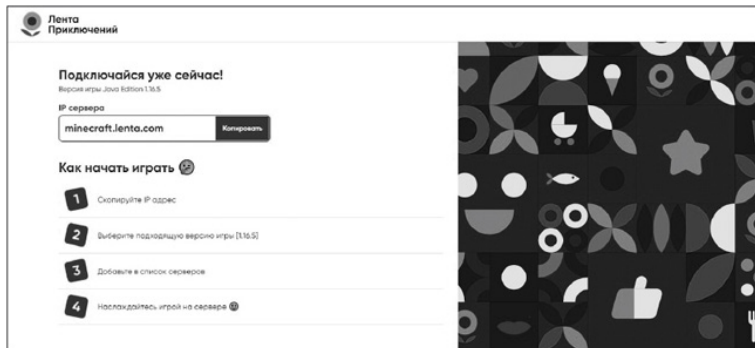 Лента
Приключений
Подключайся уже сейчас!
Версия игры Java Edition 1.16.5
IP сервера
minecraft.lenta.com
Копировать
Как начать играть
1 Скопируйте IP адрес
2 Выберите подходящую версию игры [1.16.5]
3 Добавьте в список серверов
4 Наслаждайтесь игрой на сервере